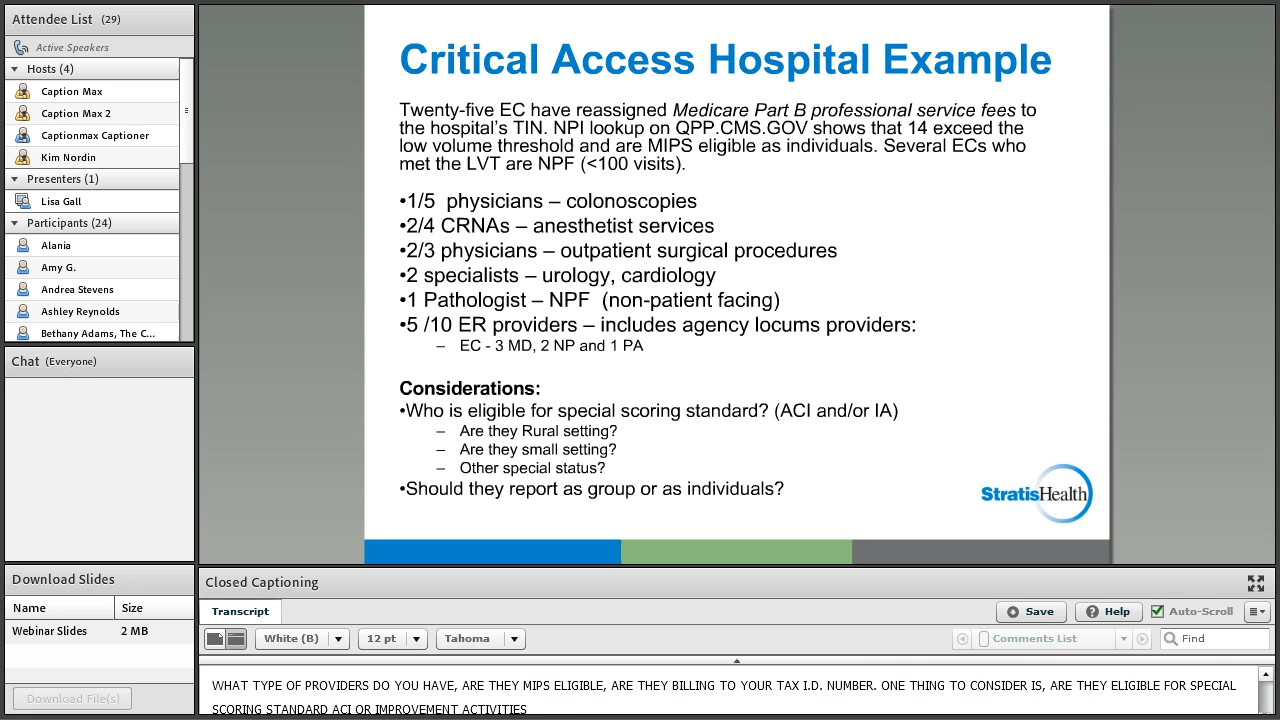 Attendee List (29)
Active Speakers
Hosts (4)
Caption Max
Caption Max 2
Captionmax Captioner
Kim Nordin
Presenters (1)
Lisa Gall
Participants (24)
Alania
Amy G.
Andrea Stevens
Ashley Reynolds
Bethany Adams, The C...
Chat (Everyone)
Download Slides
Name Size
Webinar Slides 2 MB
Download File(s)
Critical Access Hospital Example
Twenty-five EC have reassigned Medicare Part B professional service fees to
the hospital's TIN. NPI lookup on QPP.CMS.GOV shows that 14 exceed the
low volume threshold and are MIPS eligible as individuals. Several ECs who
met the LVT are NPF (<100 visits).
•1/5 physicians – colonoscopies
•2/4 CRNAs – anesthetist services
•2/3 physicians – outpatient surgical procedures
•2 specialists – urology, cardiology
•1 Pathologist – NPF (non-patient facing)
•5 /10 ER providers – includes agency locums providers:
– EC - 3 MD, 2 NP and 1 PA
Considerations:
•Who is eligible for special scoring standard? (ACI and/or IA)
– Are they Rural setting?
– Are they small setting?
– Other special status?
•Should they report as group or as individuals?
StratisHealth
Closed Captioning
Transcript
Save
Help
Auto-Scroll
White (B)
12 pt
Tahoma
Comments List
Find
WHAT TYPE OF PROVIDERS DO YOU HAVE, ARE THEY MIPS ELIGIBLE, ARE THEY BILLING TO YOUR TAX I.D. NUMBER. ONE THING TO CONSIDER IS, ARE THEY ELIGIBLE FOR SPECIAL
SCORING STANDARD ACI OR IMPROVEMENT ACTIVITIES